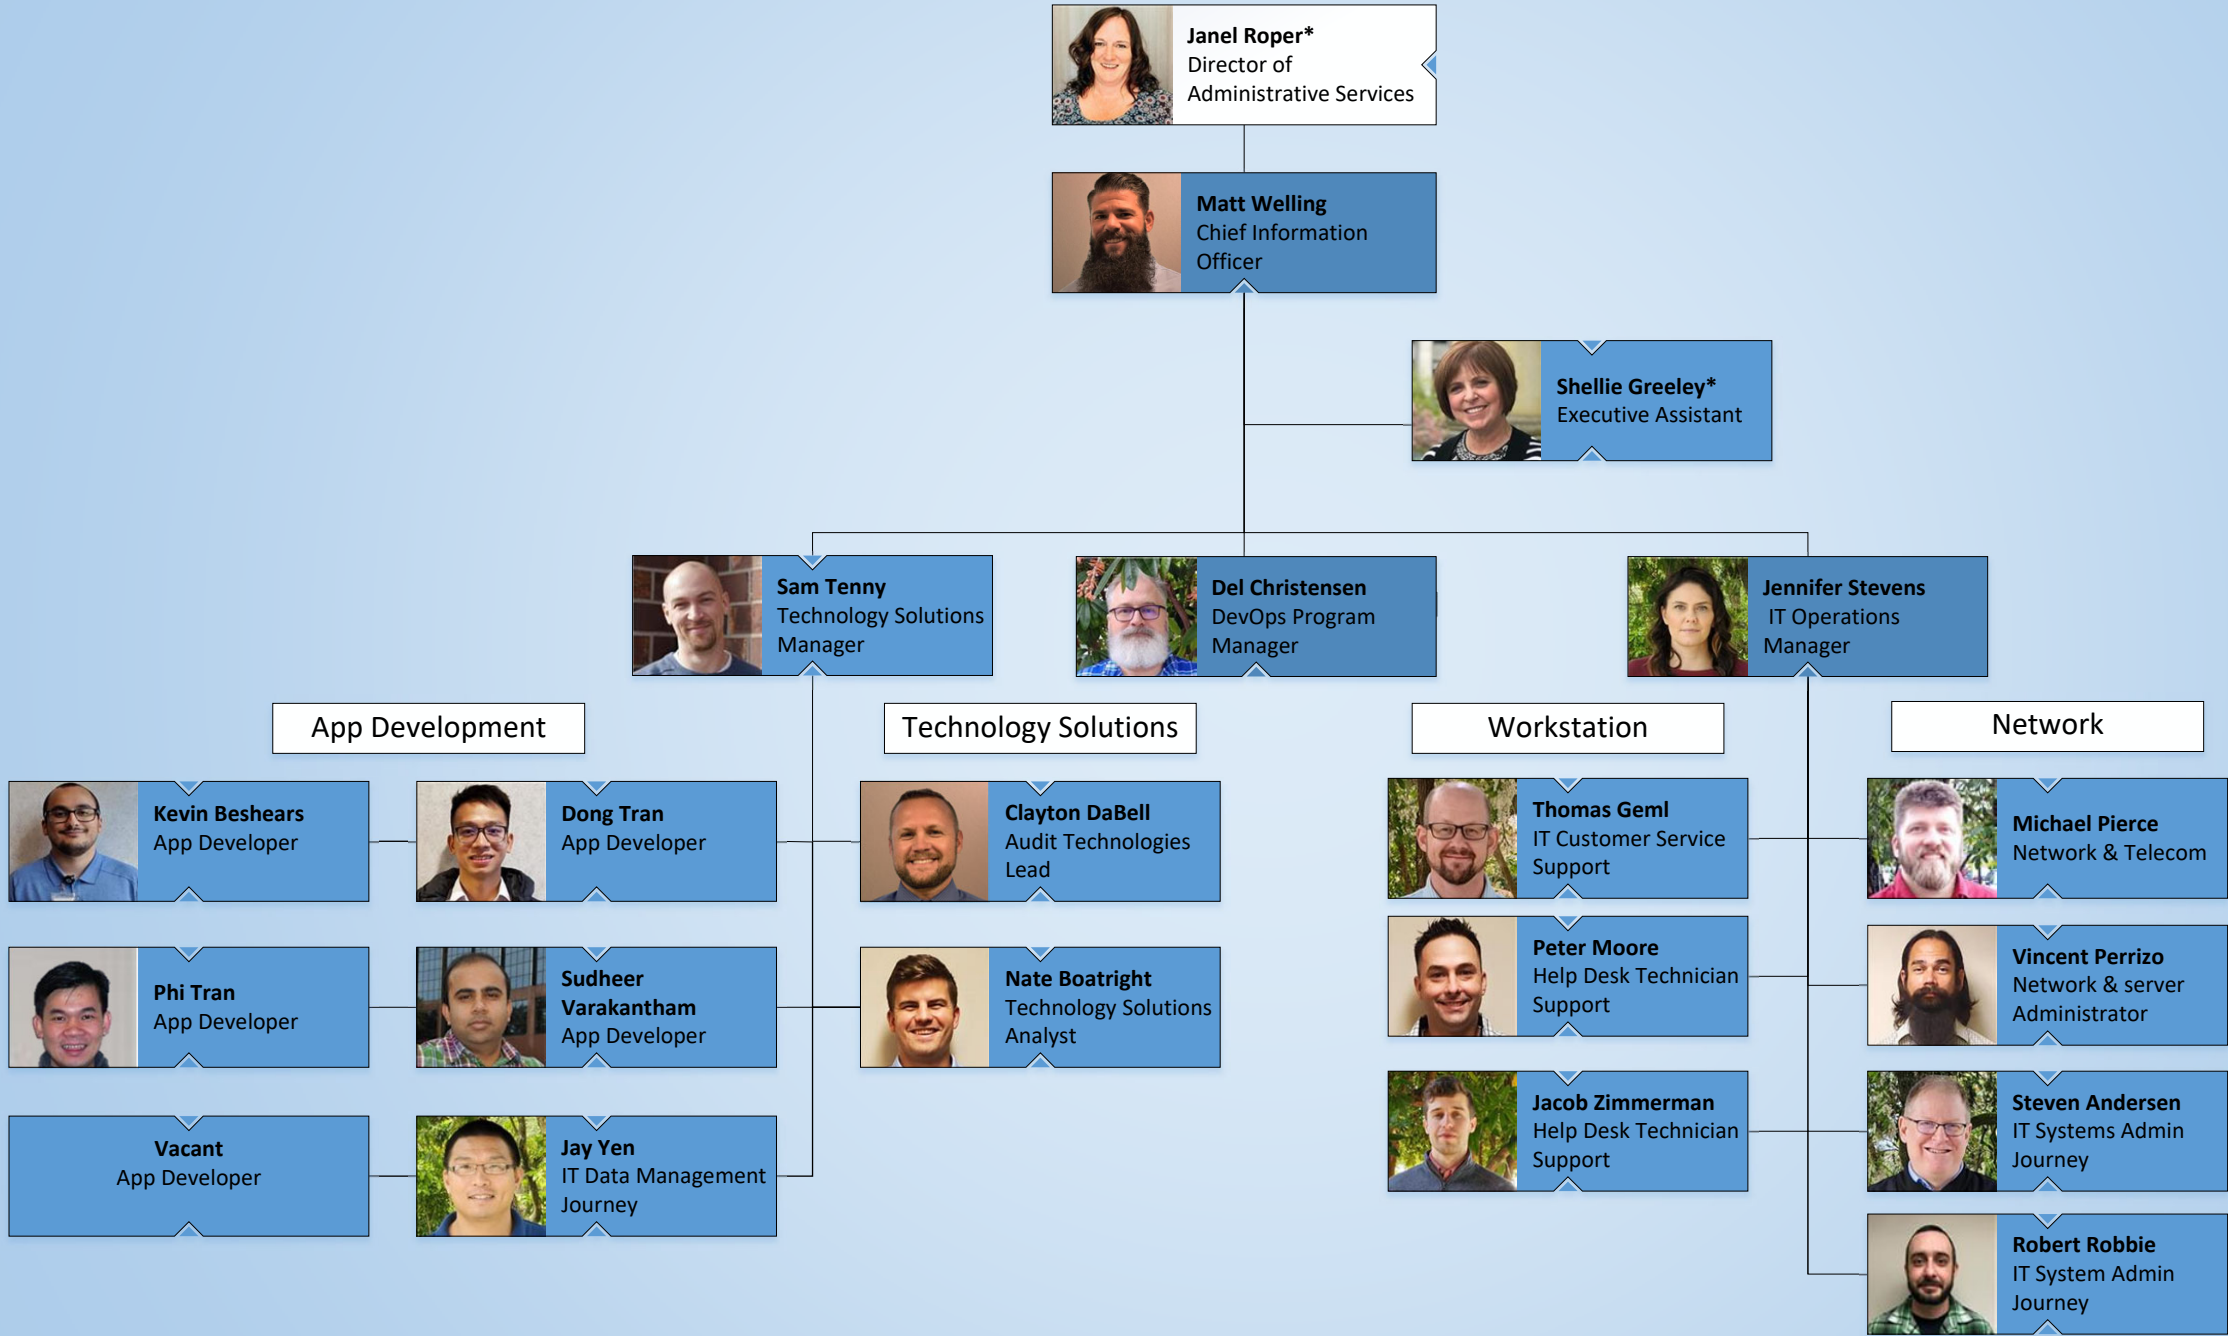 Janel Roper*
Director of
Administrative Services
Matt Welling
Chief Information
Officer
Shellie Greeley*
Executive Assistant
Sam Tenny
Technology Solutions
Manager
Del Christensen
DevOps Program
Manager
Jennifer Stevens
IT Operations
Manager
App Development
Technology Solutions
Workstation
Network
Kevin Beshears
App Developer
Dong Tran
App Developer
Clayton DaBell
Audit Technologies
Lead
Thomas Geml
IT Customer Service
Support
Michael Pierce
Network & Telecom
Peter Moore
Help Desk Technician
Support
Vincent Perrizo
Network & server
Administrator
Phi Tran
App Developer
Sudheer
Varakantham
App Developer
Nate Boatright
Technology Solutions
Analyst
Jacob Zimmerman
Help Desk Technician
Support
Steven Andersen
IT Systems Admin
Journey
Vacant
App Developer
Jay Yen
IT Data Management
Journey
Robert Robbie
IT System Admin
Journey